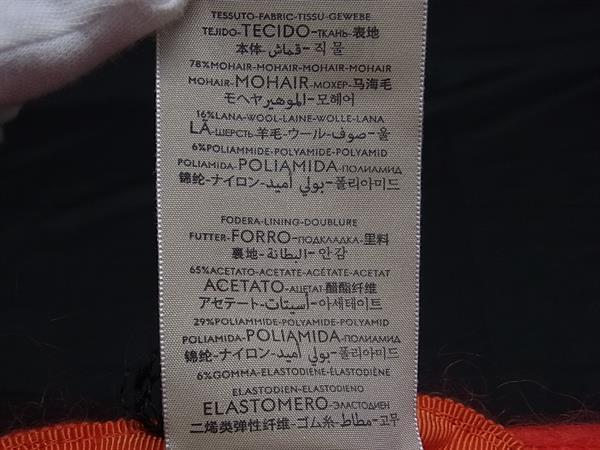 TESSUTO-FABRIC-TISSU-GEWEBE
TEJIDO-TECIDO-ТКАНЬ-表地
本体-قماش-직물
78%MOHAIR-MOHAIR-MOHAIR-MOHAIR
MOHAIR-MOHAIR-МОХЕР-马海毛
モヘヤ-الموهير-모헤어
16%LANA-WOOL-LAINE-WOLLE-LANA
LÃ-ШЕРСТЬ-羊毛-ウール-صوف-울
6%POLIAMMIDE-POLYAMIDE-POLYAMID
POLIAMIDA-POLIAMIDA-ПОЛИАМИД
锦纶-ナイロン-بولي أميد-폴리아미드
FODERA-LINING-DOUBLURE
FUTTER-FORRO-ПОДКЛАДКА-里料
裏地-البطانة-안감
65%ACETATO-ACETATE-ACÉTATE-ACETAT
ACETATO-АЦЕТАТ-醋酯纤维
アセテート-أسيتات-아세테이트
29%POLIAMMIDE-POLYAMIDE-POLYAMID
POLIAMIDA-POLIAMIDA-ПОЛИАМИД
锦纶-ナイロン-بولي أميد-폴리아미드
6%GOMMA-ELASTODIENE-ÉLASTODIÈNE
ELASTODIEN-ELASTODIENO
ELASTOMERO-ЭЛАСТОДИЕН
二烯类弹性纤维-ゴム糸-مطاط-고무